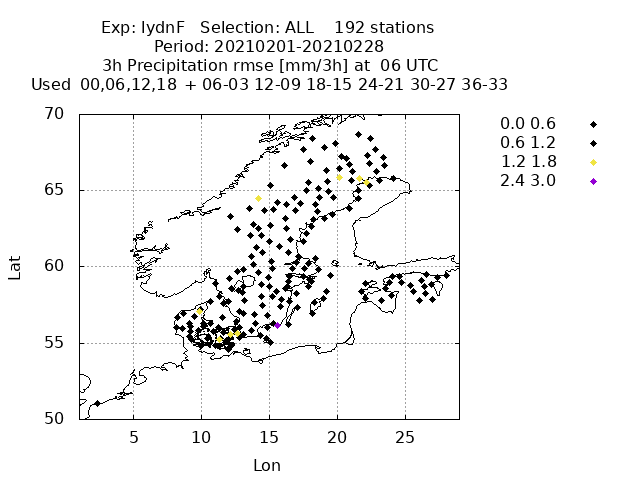 Exp: IydnF   Selection: ALL    192 stations
Period: 20210201-20210228
3h Precipitation rmse [mm/3h] at  06 UTC
Used  00,06,12,18  + 06-03 12-09 18-15 24-21 30-27 36-33
0.0 0.6
0.6 1.2
1.2 1.8
2.4 3.0
70
65
60
55
50
Lat
5 10 15 20 25
Lon